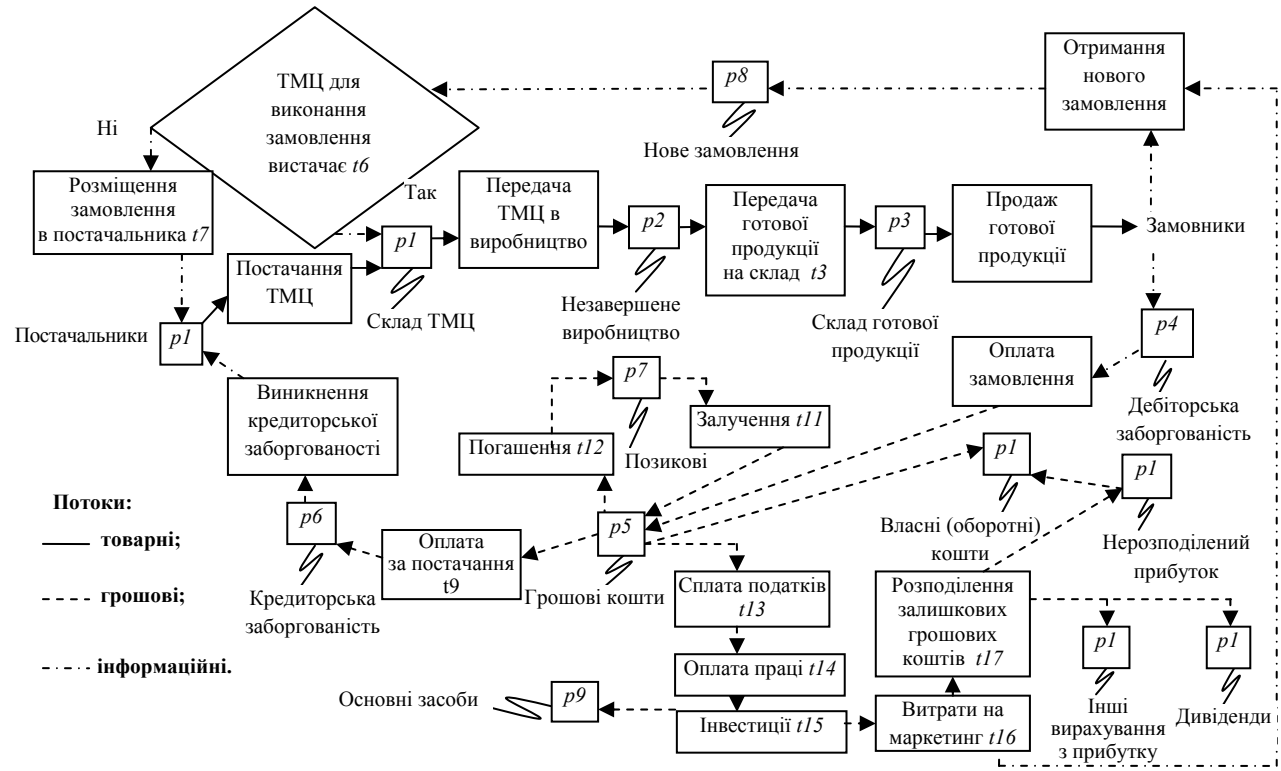 ТМЦ для
виконання
замовлення
вистачає t6
Ні
Так
p8
Нове замовлення
Отримання
нового
замовлення
Розміщення
замовлення
в постачальника t7
Постачання
ТМЦ
p1
Склад ТМЦ
Передача
ТМЦ в
виробництво
p2
Незавершене
виробництво
Передача
готової
продукції
на склад t3
p3
Склад готової
продукції
Продаж
готової
продукції
Замовники
Постачальники
p1
p4
Дебіторська
заборгованість
Оплата
замовлення
Виникнення
кредиторської
заборгованості
p7
Позикові
Залучення t11
Погашення t12
p1
Власні (оборотні)
кошти
p1
Нерозподілений
прибуток
Потоки:
товарні;
грошові;
інформаційні.
p6
Кредиторська
заборгованість
Оплата
за постачання
t9
p5
Грошові кошти
Сплата податків
t13
Оплата праці t14
Інвестиції t15
p9
Основні засоби
Розподілення
залишкових
грошових
коштів t17
Витрати на
маркетинг t16
p1
Інші
вирахування
з прибутку
p1
Дивіденди